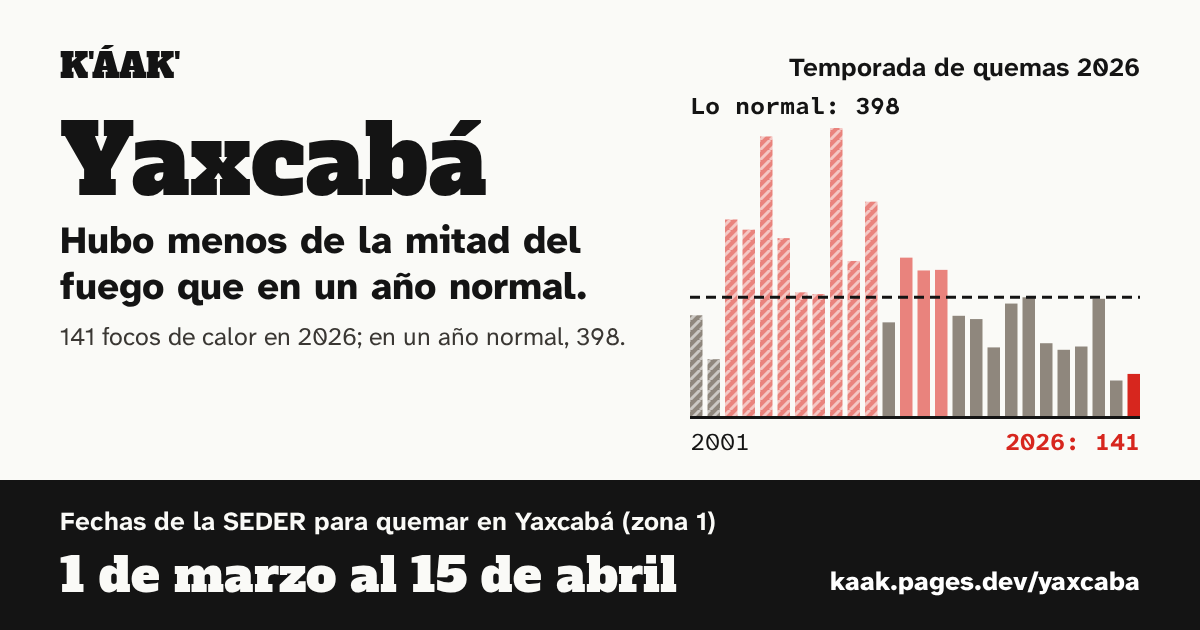 K'ÁAK'
Yaxcabá
Hubo menos de la mitad del
fuego que en un año normal.
141 focos de calor en 2026; en un año normal, 398.
Temporada de quemas 2026
Lo normal: 398
2001
2026: 141
Fechas de la SEDER para quemar en Yaxcabá (zona 1)
1 de marzo al 15 de abril
kaak.pages.dev/yaxcaba